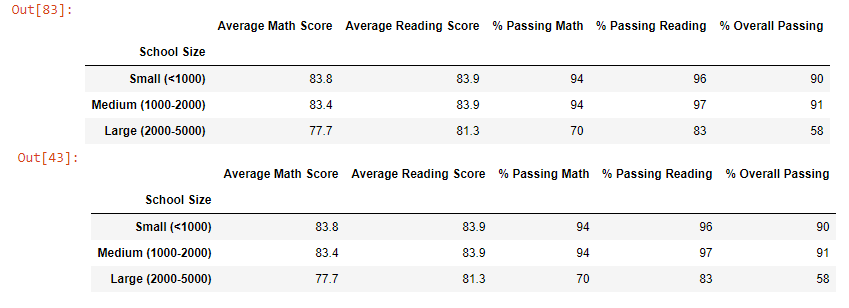 Out[83]:
Average Math Score Average Reading Score % Passing Math % Passing Reading % Overall Passing
School Size
Small (<1000) 83.8 83.9 94 96 90
Medium (1000-2000) 83.4 83.9 94 97 91
Large (2000-5000) 77.7 81.3 70 83 58
Out[43]:
Average Math Score Average Reading Score % Passing Math % Passing Reading % Overall Passing
School Size
Small (<1000) 83.8 83.9 94 96 90
Medium (1000-2000) 83.4 83.9 94 97 91
Large (2000-5000) 77.7 81.3 70 83 58